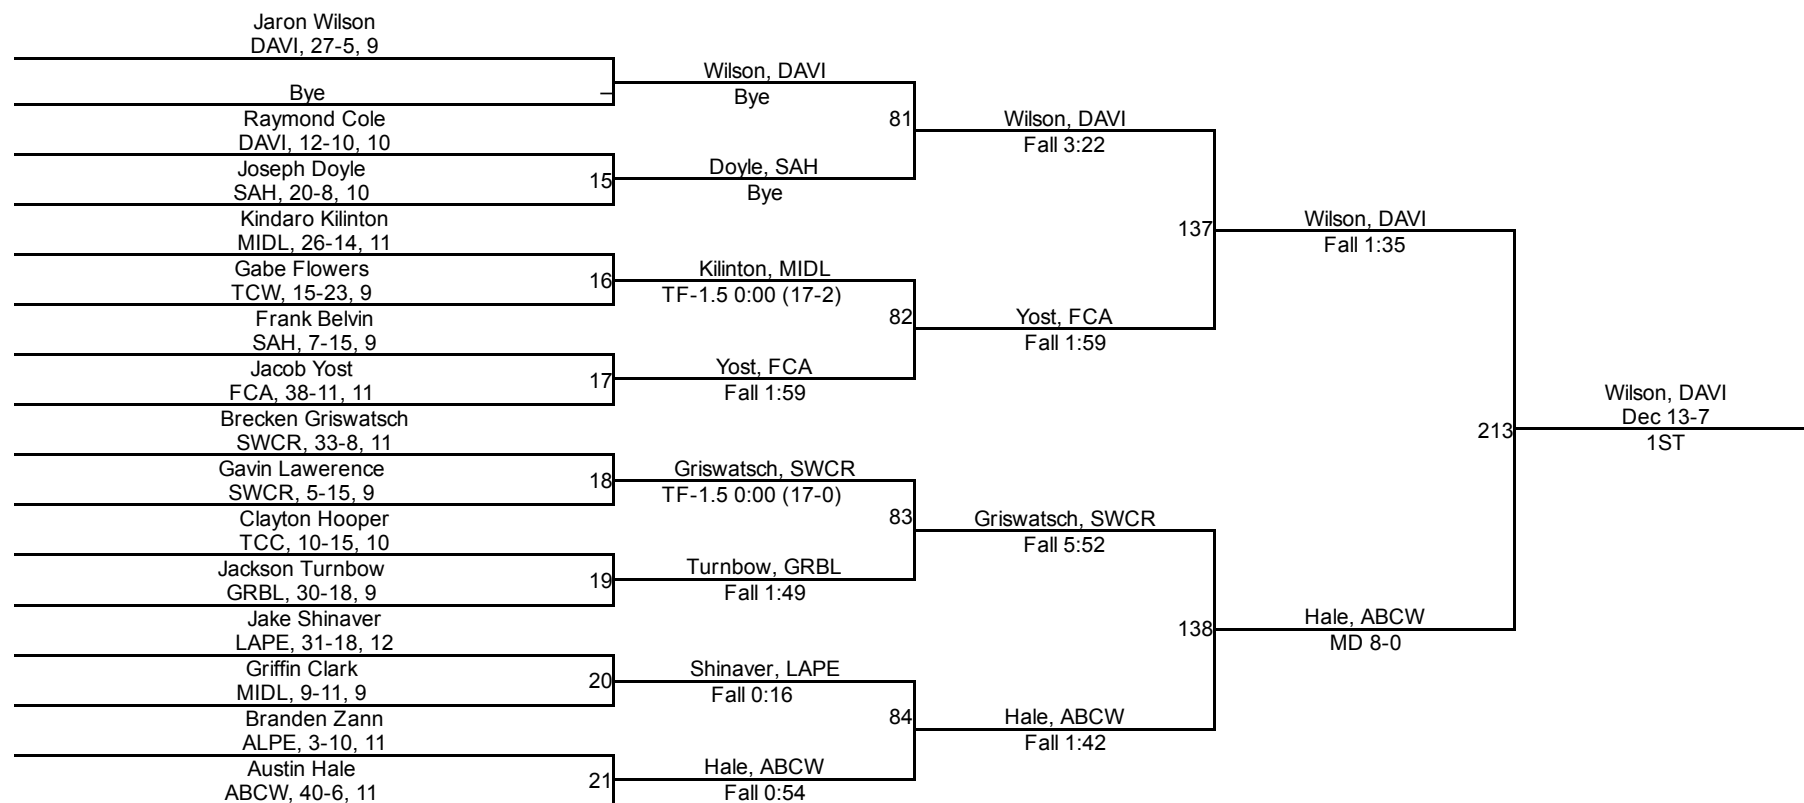 Jaron Wilson
DAVI, 27-5, 9
Bye
–
Raymond Cole
DAVI, 12-10, 10
Joseph Doyle
SAH, 20-8, 10
15
Kindaro Kilinton
MIDL, 26-14, 11
Gabe Flowers
TCW, 15-23, 9
16
Frank Belvin
SAH, 7-15, 9
Jacob Yost
FCA, 38-11, 11
17
Brecken Griswatsch
SWCR, 33-8, 11
Gavin Lawerence
SWCR, 5-15, 9
18
Clayton Hooper
TCC, 10-15, 10
Jackson Turnbow
GRBL, 30-18, 9
19
Jake Shinaver
LAPE, 31-18, 12
Griffin Clark
MIDL, 9-11, 9
20
Branden Zann
ALPE, 3-10, 11
Austin Hale
ABCW, 40-6, 11
21
Wilson, DAVI
Bye
81
Doyle, SAH
Bye
Kilinton, MIDL
TF-1.5 0:00 (17-2)
82
Yost, FCA
Fall 1:59
Griswatsch, SWCR
TF-1.5 0:00 (17-0)
83
Turnbow, GRBL
Fall 1:49
Shinaver, LAPE
Fall 0:16
84
Hale, ABCW
Fall 0:54
Wilson, DAVI
Fall 3:22
137
Yost, FCA
Fall 1:59
Griswatsch, SWCR
Fall 5:52
138
Hale, ABCW
Fall 1:42
Wilson, DAVI
Fall 1:35
213
Hale, ABCW
MD 8-0
Wilson, DAVI
Dec 13-7
1ST